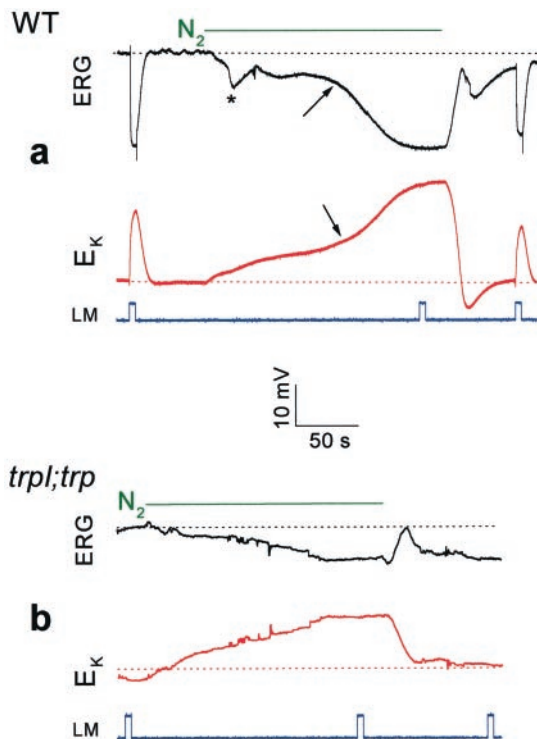 WT
N2
ERG
*
a
EK
LM
10 mV
50 s
trpl;trp
N2
ERG
b
EK
LM